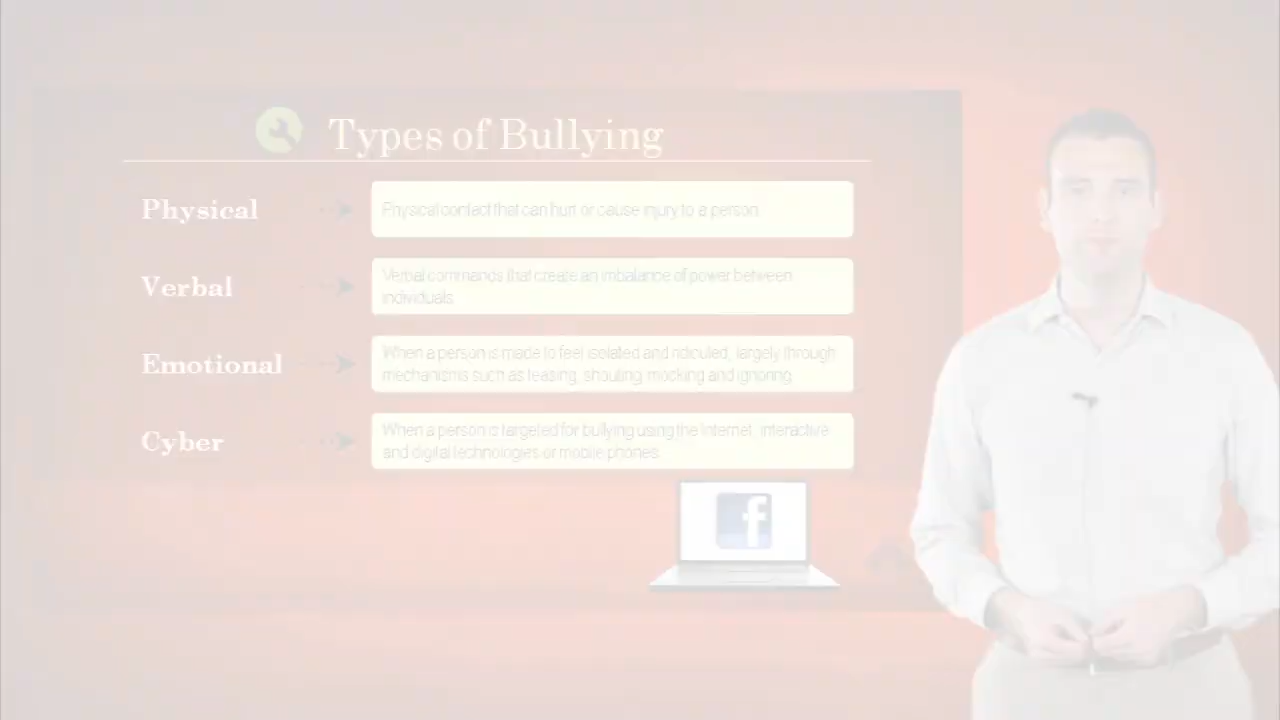 Types of Bullying
Physical
Physical contact that can hurt or cause injury to a person.
Verbal
Verbal commands that create an imbalance of power between
individuals.
Emotional
When a person is made to feel isolated and ridiculed, largely through
mechanisms such as teasing, shouting, mocking and ignoring.
Cyber
When a person is targeted for bullying using the Internet, interactive
and digital technologies or mobile phones.
f